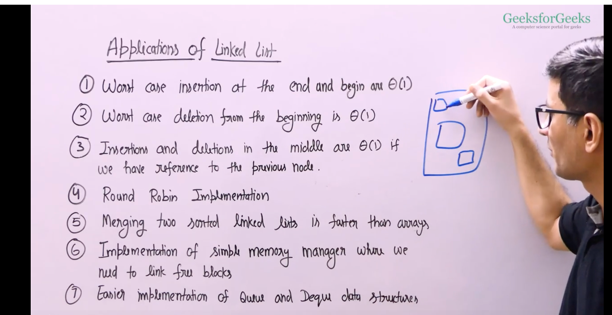 GeeksforGeeks
A computer science portal for geeks
Applications of Linked List
① Worst case insertion at the end and begin are θ(1)
② Worst case deletion from the beginning is θ(1)
③ Insertions and deletions in the middle are θ(1) if
we have reference to the previous node.
④ Round Robin Implementation
⑤ Merging two sorted linked lists is faster than arrays
⑥ Implementation of simple memory manager where we
need to link free blocks
⑦ Easier implementation of Queue and Deque data structures